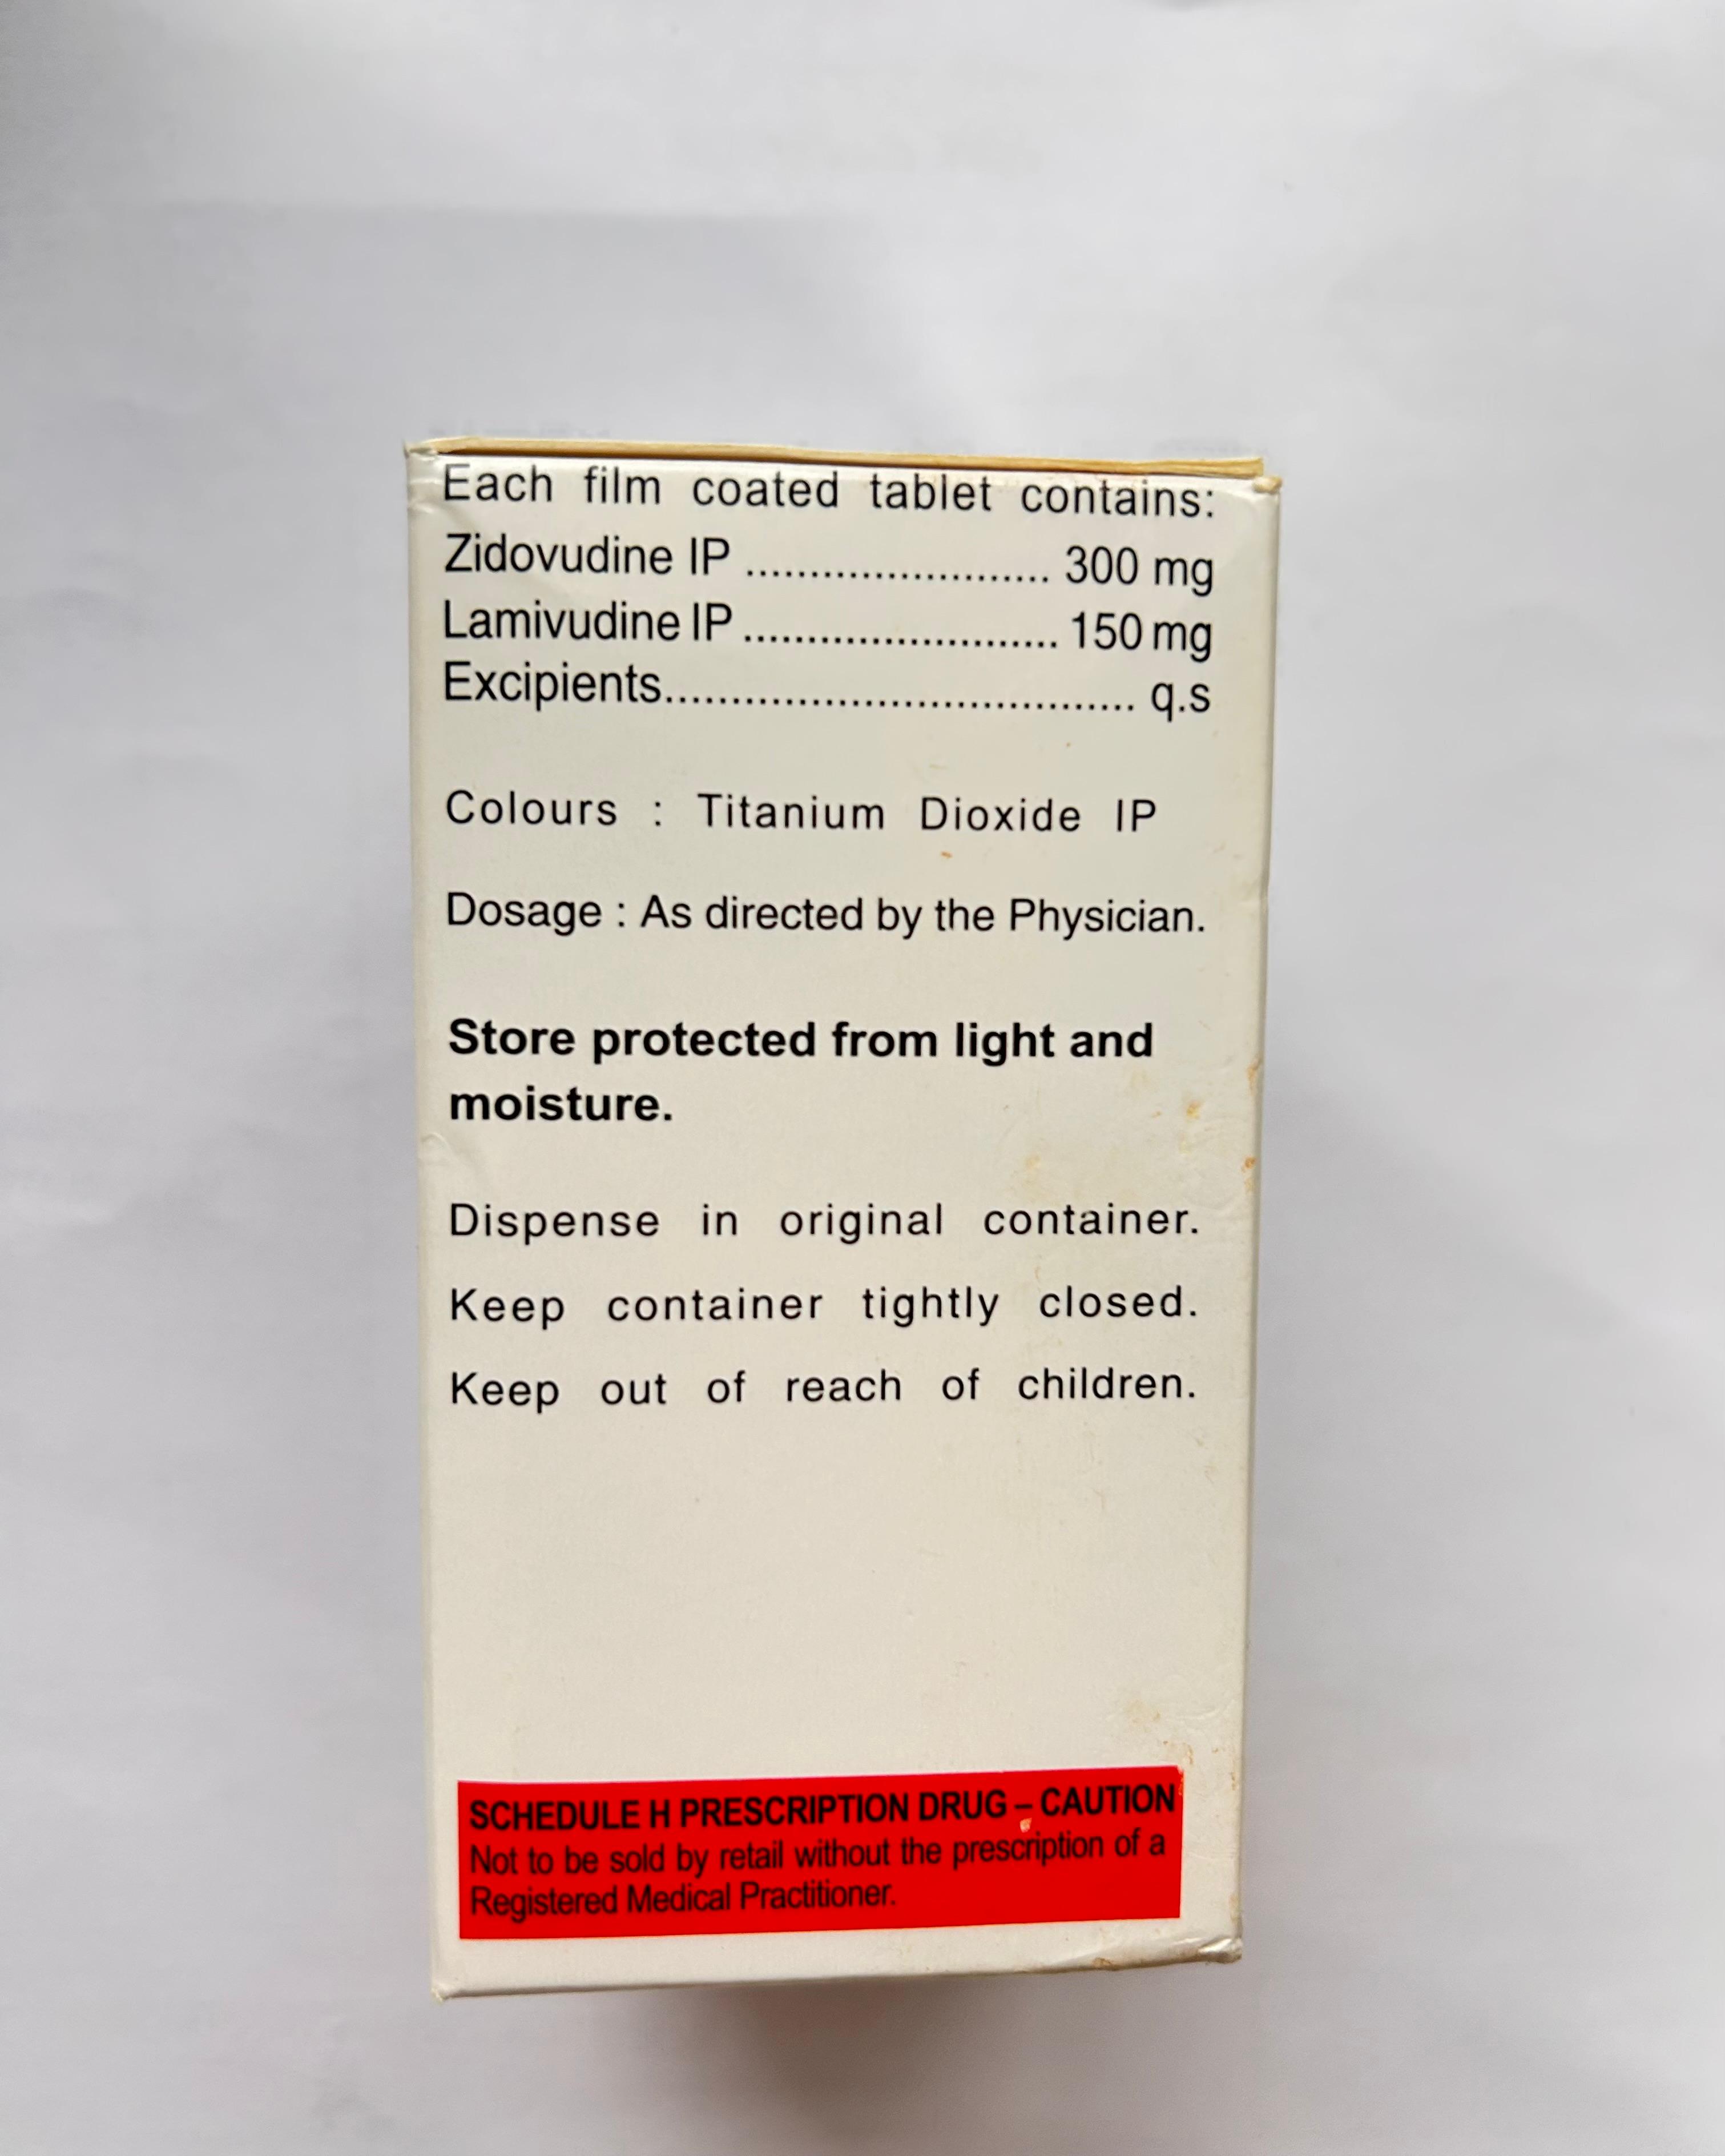 Each film coated tablet contains:
Zidovudine IP ........................ 300 mg
Lamivudine IP ......................... 150 mg
Excipients..................................... q.s
Colours : Titanium Dioxide IP
Dosage : As directed by the Physician.
Store protected from light and
moisture.
Dispense in original container.
Keep container tightly closed.
Keep out of reach of children.
SCHEDULE H PRESCRIPTION DRUG – CAUTION
Not to be sold by retail without the prescription of a
Registered Medical Practitioner.